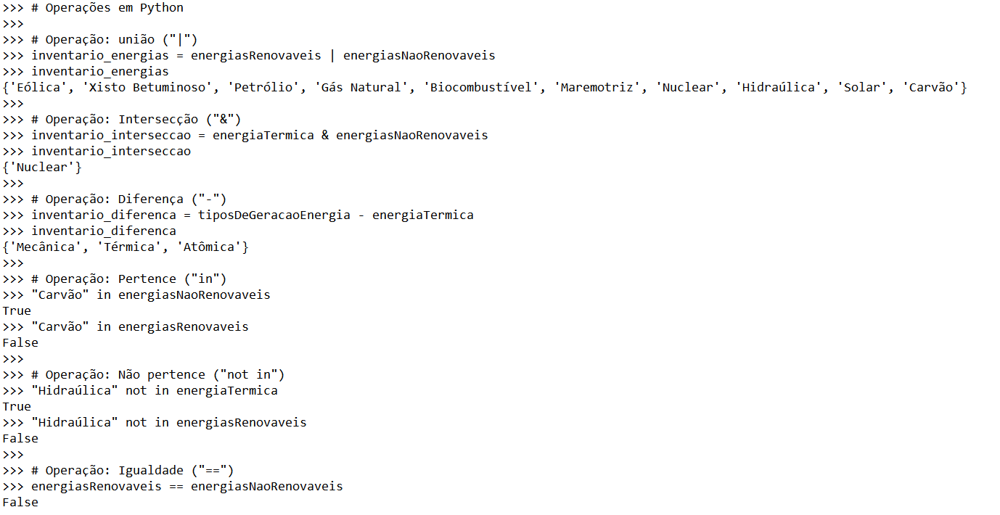 >>> # Operações em Python
>>>
>>> # Operação: união ("|")
>>> inventario_energias = energiasRenovaveis | energiasNaoRenovaveis
>>> inventario_energias
{'Eólica', 'Xisto Betuminoso', 'Petrólio', 'Gás Natural', 'Biocombustível', 'Maremotriz', 'Nuclear', 'Hidraúlica', 'Solar', 'Carvão'}
>>>
>>> # Operação: Intersecção ("&")
>>> inventario_interseccao = energiaTermica & energiasNaoRenovaveis
>>> inventario_interseccao
{'Nuclear'}
>>>
>>> # Operação: Diferença ("-")
>>> inventario_diferenca = tiposDeGeracaoEnergia - energiaTermica
>>> inventario_diferenca
{'Mecânica', 'Térmica', 'Atômica'}
>>>
>>> # Operação: Pertence ("in")
>>> "Carvão" in energiasNaoRenovaveis
True
>>> "Carvão" in energiasRenovaveis
False
>>>
>>> # Operação: Não pertence ("not in")
>>> "Hidraúlica" not in energiaTermica
True
>>> "Hidraúlica" not in energiasRenovaveis
False
>>>
>>> # Operação: Igualdade ("==")
>>> energiasRenovaveis == energiasNaoRenovaveis
False